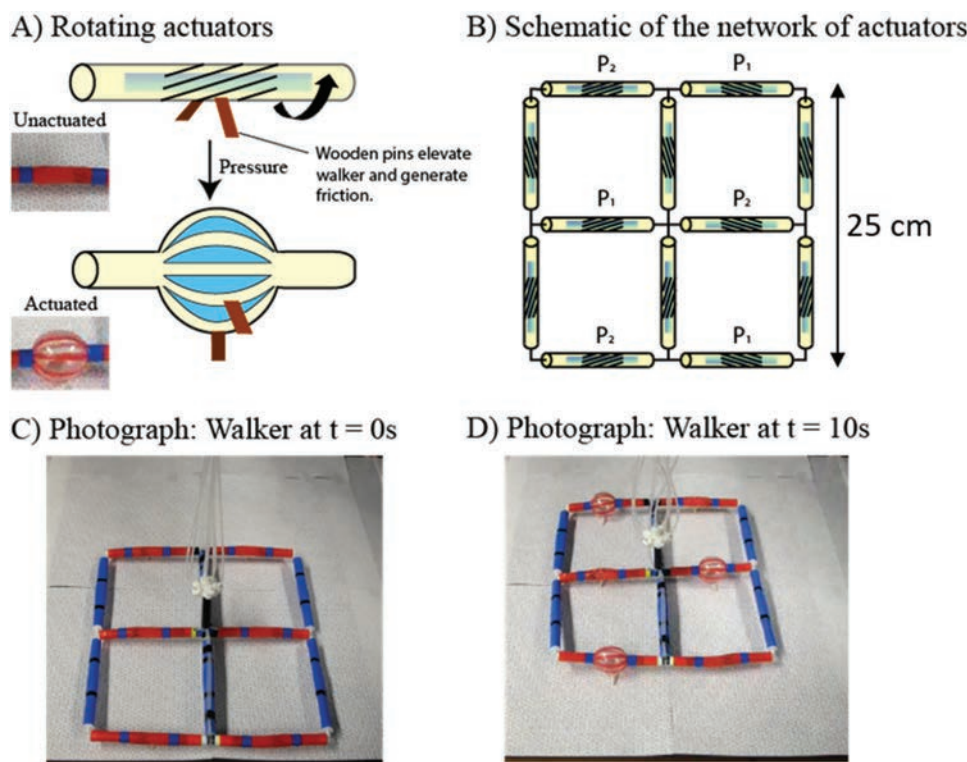 A) Rotating actuators
Unactuated
Pressure
Wooden pins elevate
walker and generate
friction.
Actuated
B) Schematic of the network of actuators
P₂ P₁
P₁ P₂
25 cm
P₂ P₁
C) Photograph: Walker at t = 0s
D) Photograph: Walker at t = 10s